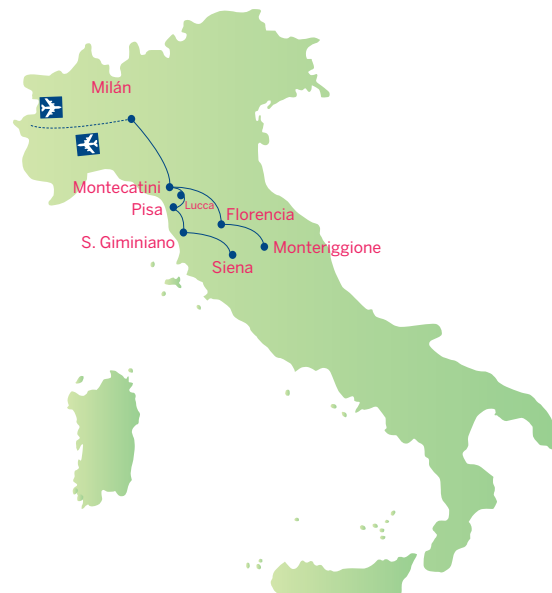 Milán
Montecatini
Lucca
Pisa
Florencia
S. Giminiano
Monteriggione
Siena